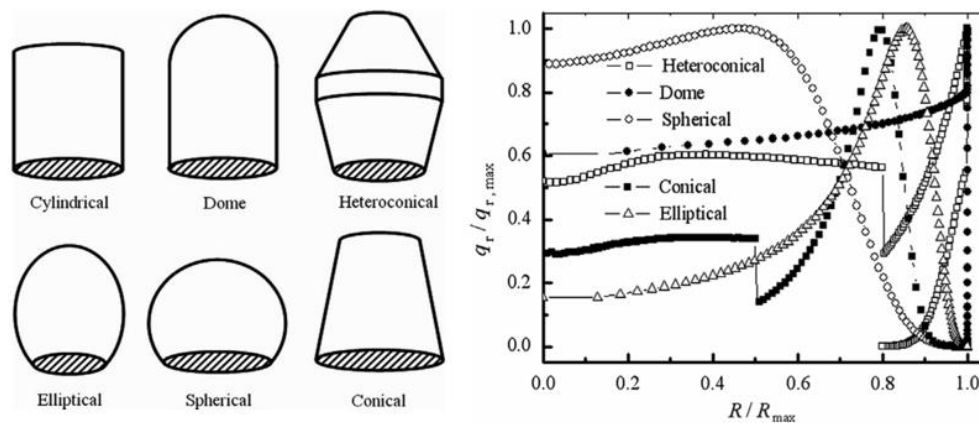 Cylindrical
Dome
Heteroconical
Elliptical
Spherical
Conical
q_r / q_r,max
1.0
0.8
0.6
0.4
0.2
0.0
Heteroconical
Dome
Spherical
Conical
Elliptical
0.0
0.2
0.4
0.6
0.8
1.0
R / R_max